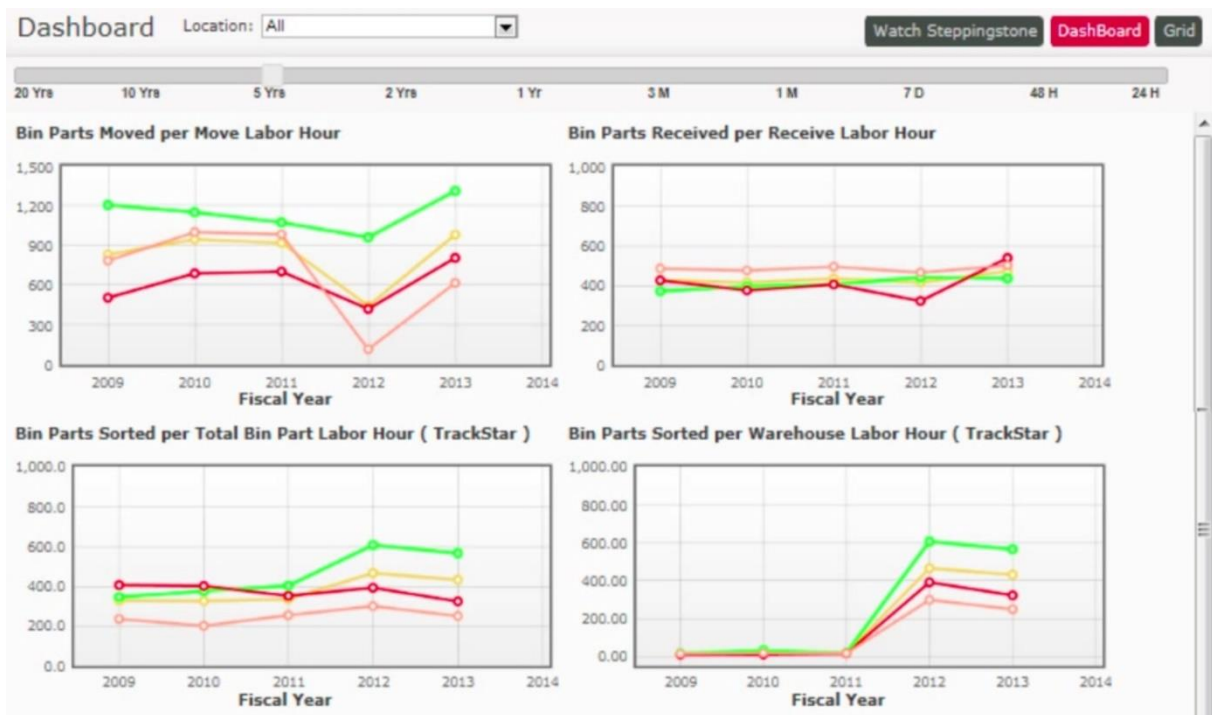 Dashboard Location: All Watch Steppingstone DashBoard Grid
20 Yrs 10 Yrs 5 Yrs 2 Yrs 1 Yr 3 M 1 M 7 D 48 H 24 H
Bin Parts Moved per Move Labor Hour
1,500
1,200
900
600
300
0
2009 2010 2011 2012 2013 2014
Fiscal Year
Bin Parts Received per Receive Labor Hour
1,000
800
600
400
200
0
2009 2010 2011 2012 2013 2014
Fiscal Year
Bin Parts Sorted per Total Bin Part Labor Hour ( TrackStar )
1,000.0
800.0
600.0
400.0
200.0
0.0
2009 2010 2011 2012 2013 2014
Fiscal Year
Bin Parts Sorted per Warehouse Labor Hour ( TrackStar )
1,000.00
800.00
600.00
400.00
200.00
0.00
2009 2010 2011 2012 2013 2014
Fiscal Year